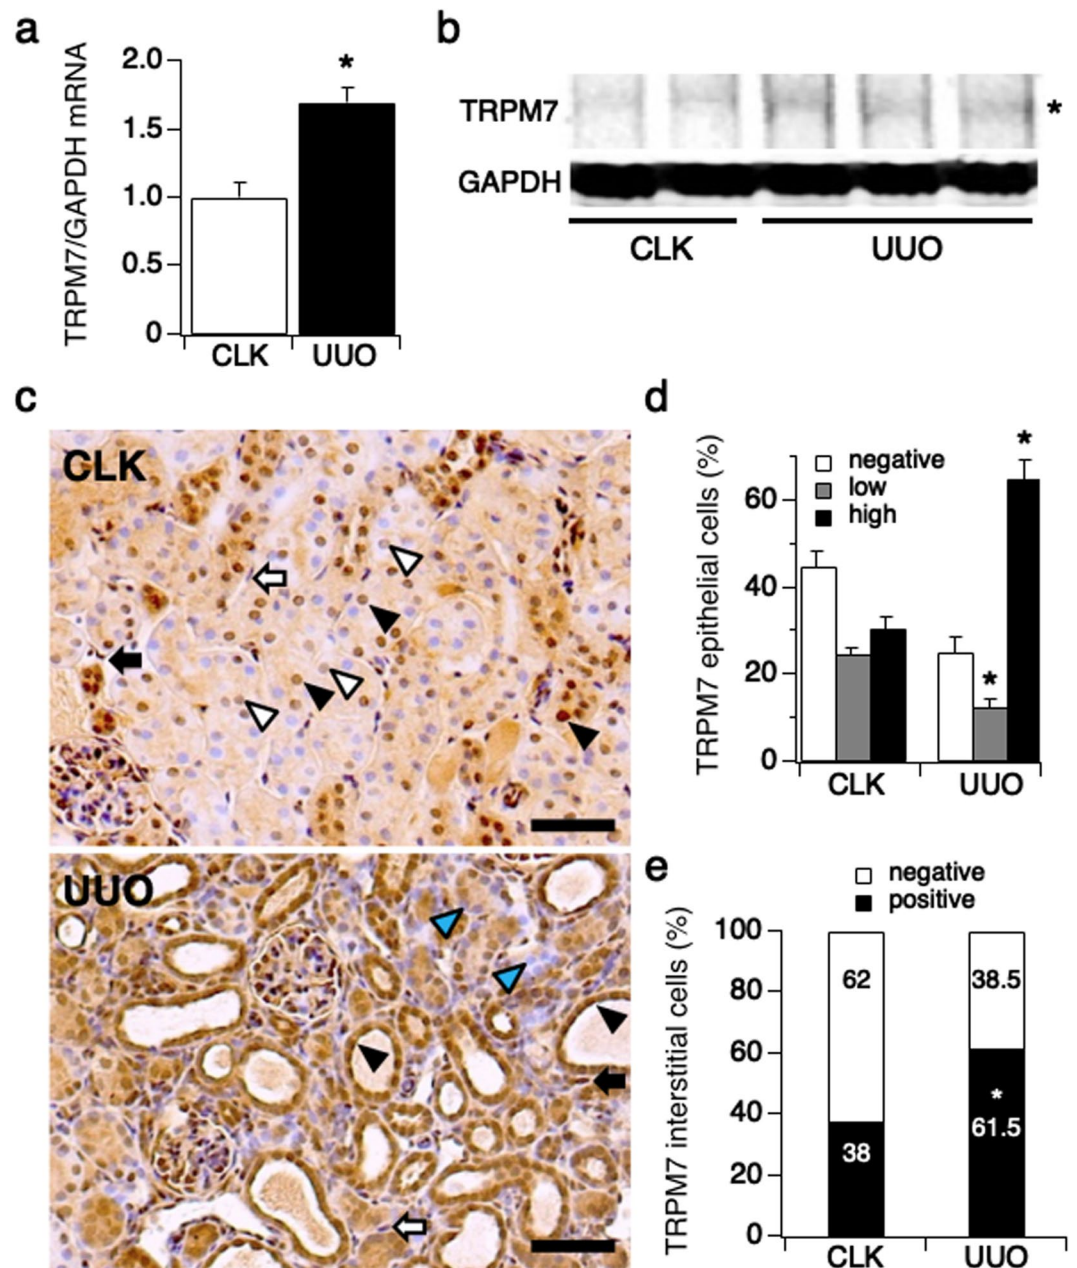 a
TRPM7/GAPDH mRNA
2.0
1.5
1.0
0.5
0
*
CLK
UUO
b
TRPM7
*
GAPDH
CLK
UUO
c
CLK
UUO
d
TRPM7 epithelial cells (%)
negative
low
high
60
40
20
0
*
*
CLK
UUO
e
negative
positive
TRPM7 interstitial cells (%)
100
80
60
40
20
0
62
38
38.5
*
61.5
CLK
UUO